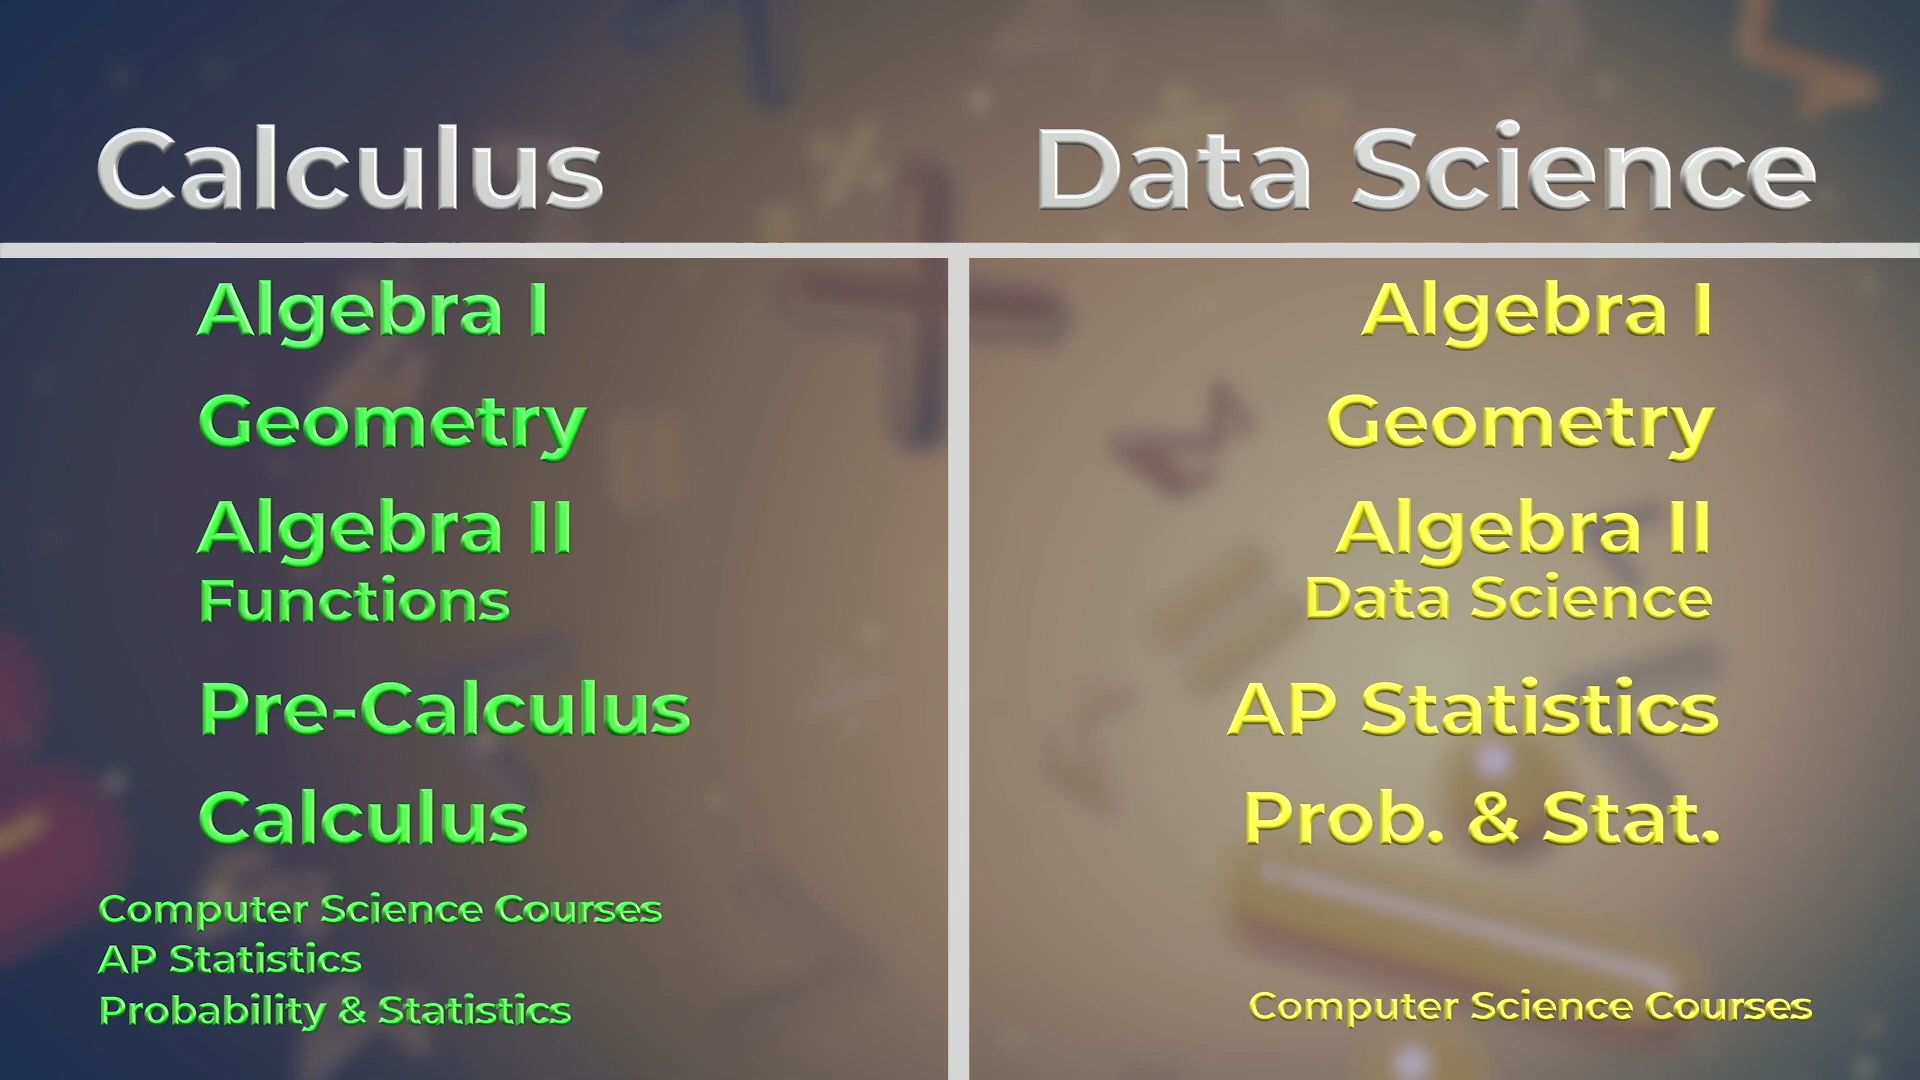 Calculus
Algebra I
Geometry
Algebra II
Functions
Pre-Calculus
Calculus
Computer Science Courses
AP Statistics
Probability & Statistics
Data Science
Algebra I
Geometry
Algebra II
Data Science
AP Statistics
Prob. & Stat.
Computer Science Courses